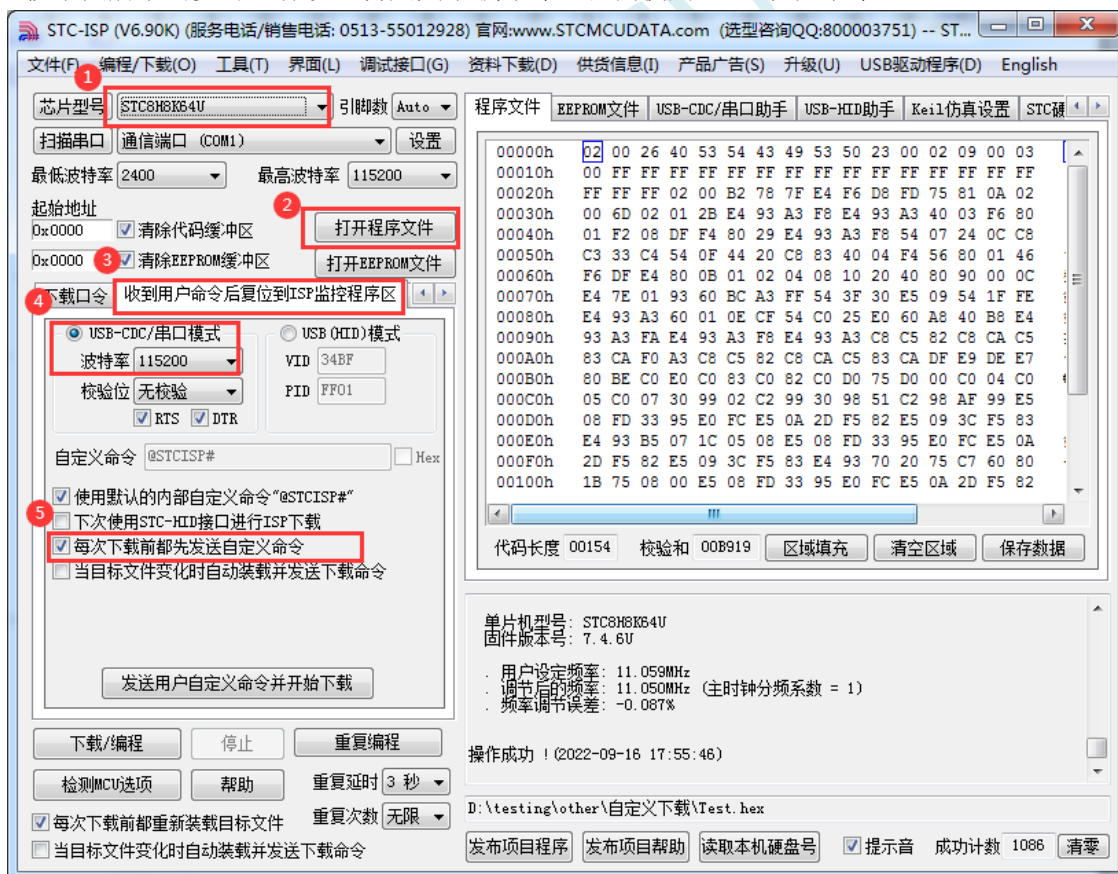 STC-ISP (V6.90K) (服务电话/销售电话: 0513-55012928) 官网:www.STCMCUDATA.com (选型咨询QQ:800003751) -- ST...
文件(F) 编程/下载(O) 工具(T) 界面(L) 调试接口(G) 资料下载(D) 供货信息(I) 产品广告(S) 升级(U) USB驱动程序(D) English
1
芯片型号 STC8H8K64U 引脚数 Auto
扫描串口 通信端口 (COM1) 设置
最低波特率 2400 最高波特率 115200
起始地址
2
0x0000 清除代码缓冲区 打开程序文件
0x0000 3 清除EEPROM缓冲区 打开EEPROM文件
4 下载口令 收到用户命令后复位到ISP监控程序区
USB-CDC/串口模式 USB(HID)模式
波特率 115200 VID 34BF
校验位 无校验 PID FF01
RTS DTR
自定义命令 @STCISP# Hex
使用默认的内部自定义命令"@STCISP#"
5 下次使用STC-HID接口进行ISP下载
每次下载前都先发送自定义命令
当目标文件变化时自动装载并发送下载命令
发送用户自定义命令并开始下载
下载/编程 停止 重复编程
检测MCU选项 帮助 重复延时 3 秒
每次下载前都重新装载目标文件 重复次数 无限
当目标文件变化时自动装载并发送下载命令
程序文件 EEPROM文件 USB-CDC/串口助手 USB-HID助手 Keil仿真设置 STC硬
00000h 02 00 26 40 53 54 43 49 53 50 23 00 02 09 00 03
00010h 00 FF FF FF FF FF FF FF FF FF FF FF FF FF FF FF
00020h FF FF FF 02 00 B2 78 7F E4 F6 D8 FD 75 81 0A 02
00030h 00 6D 02 01 2B E4 93 A3 F8 E4 93 A3 40 03 F6 80
00040h 01 F2 08 DF F4 80 29 E4 93 A3 F8 54 07 24 0C C8
00050h C3 33 C4 54 0F 44 20 C8 83 40 04 F4 56 80 01 46
00060h F6 DF E4 80 0B 01 02 04 08 10 20 40 80 90 00 0C
00070h E4 7E 01 93 60 BC A3 FF 54 3F 30 E5 09 54 1F FE
00080h E4 93 A3 60 01 0E CF 54 C0 25 E0 60 A8 40 B8 E4
00090h 93 A3 FA E4 93 A3 F8 E4 93 A3 C8 C5 82 C8 CA C5
000A0h 83 CA F0 A3 C8 C5 82 C8 CA C5 83 CA DF E9 DE E7
000B0h 80 BE C0 E0 C0 83 C0 82 C0 D0 75 D0 00 C0 04 C0
000C0h 05 C0 07 30 99 02 C2 99 30 98 51 C2 98 AF 99 E5
000D0h 08 FD 33 95 E0 FC E5 0A 2D F5 82 E5 09 3C F5 83
000E0h E4 93 B5 07 1C 05 08 E5 08 FD 33 95 E0 FC E5 0A
000F0h 2D F5 82 E5 09 3C F5 83 E4 93 70 20 75 C7 60 80
00100h 1B 75 08 00 E5 08 FD 33 95 E0 FC E5 0A 2D F5 82
代码长度 00154 校验和 00B919 区域填充 清空区域 保存数据
单片机型号: STC8H8K64U
固件版本号: 7.4.6U
. 用户设定频率: 11.059MHz
. 调节后的频率: 11.050MHz (主时钟分频系数 = 1)
. 频率调节误差: -0.087%
操作成功 !(2022-09-16 17:55:46)
D:\testing\other\自定义下载\Test.hex
发布项目程序 发布项目帮助 读取本机硬盘号 提示音 成功计数 1086 清零